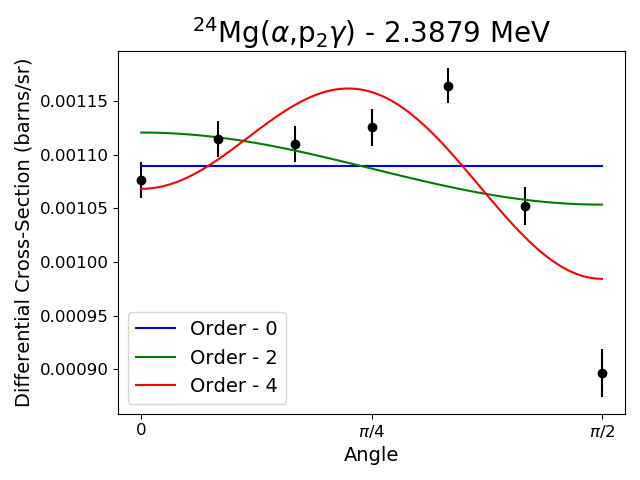 ²⁴Mg(α,p₂γ) - 2.3879 MeV
Differential Cross-Section (barns/sr)
0.00115
0.00110
0.00105
0.00100
0.00095
0.00090
Order - 0
Order - 2
Order - 4
0
π/4
π/2
Angle